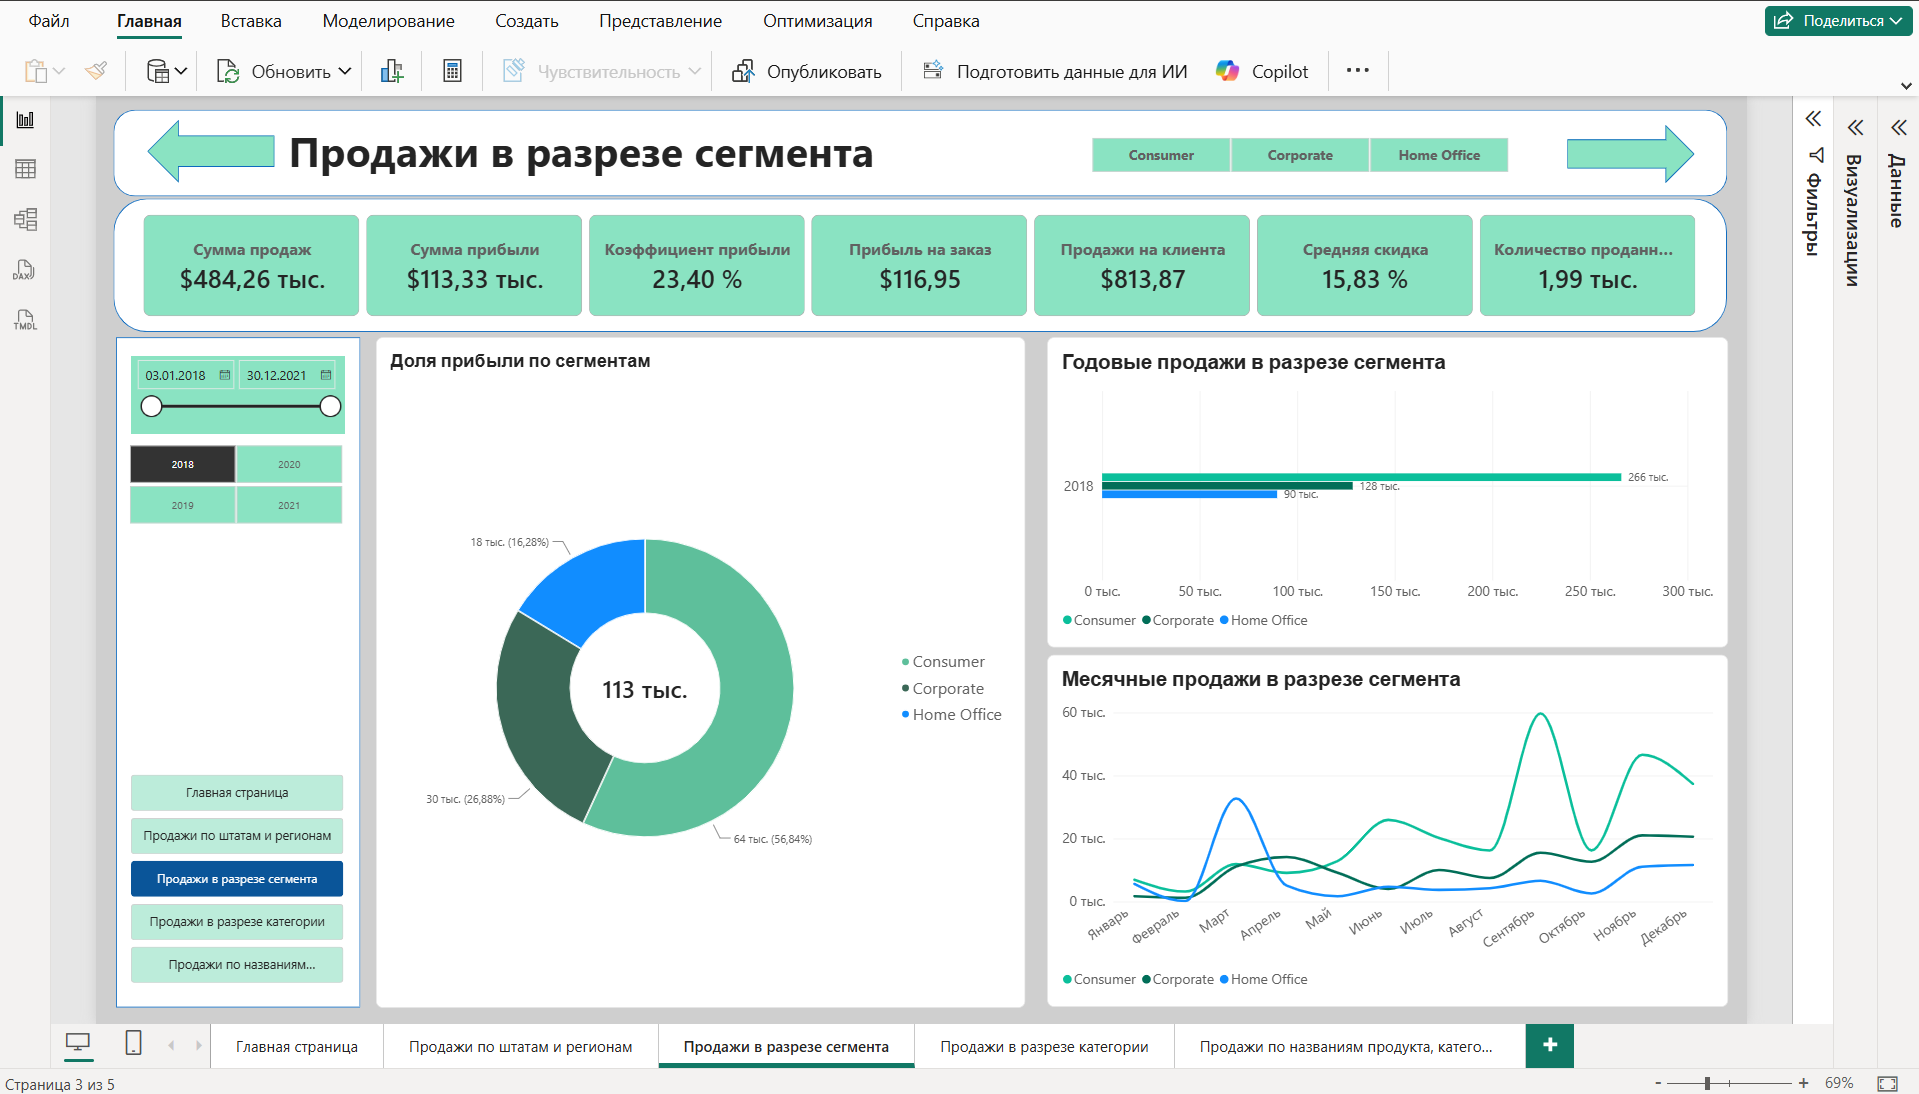 Файл Главная Вставка Моделирование Создать Представление Оптимизация Справка Поделиться
Обновить Чувствительность Опубликовать Подготовить данные для ИИ Copilot
DAX
TMDL
Продажи в разрезе сегмента
Consumer Corporate Home Office
Сумма продаж
$484,26 тыс.
Сумма прибыли
$113,33 тыс.
Коэффициент прибыли
23,40 %
Прибыль на заказ
$116,95
Продажи на клиента
$813,87
Средняя скидка
15,83 %
Количество проданн...
1,99 тыс.
03.01.2018 30.12.2021
2018 2020
2019 2021
Главная страница
Продажи по штатам и регионам
Продажи в разрезе сегмента
Продажи в разрезе категории
Продажи по названиям...
Доля прибыли по сегментам
18 тыс. (16,28%)
113 тыс.
30 тыс. (26,88%)
64 тыс. (56,84%)
Consumer
Corporate
Home Office
Годовые продажи в разрезе сегмента
2018
266 тыс.
128 тыс.
90 тыс.
0 тыс. 50 тыс. 100 тыс. 150 тыс. 200 тыс. 250 тыс. 300 тыс.
Consumer Corporate Home Office
Месячные продажи в разрезе сегмента
60 тыс.
40 тыс.
20 тыс.
0 тыс.
Январь Февраль Март Апрель Май Июнь Июль Август Сентябрь Октябрь Ноябрь Декабрь
Consumer Corporate Home Office
Фильтры
Визуализации
Данные
Главная страница Продажи по штатам и регионам Продажи в разрезе сегмента Продажи в разрезе категории Продажи по названиям продукта, катего...
Страница 3 из 5
69%